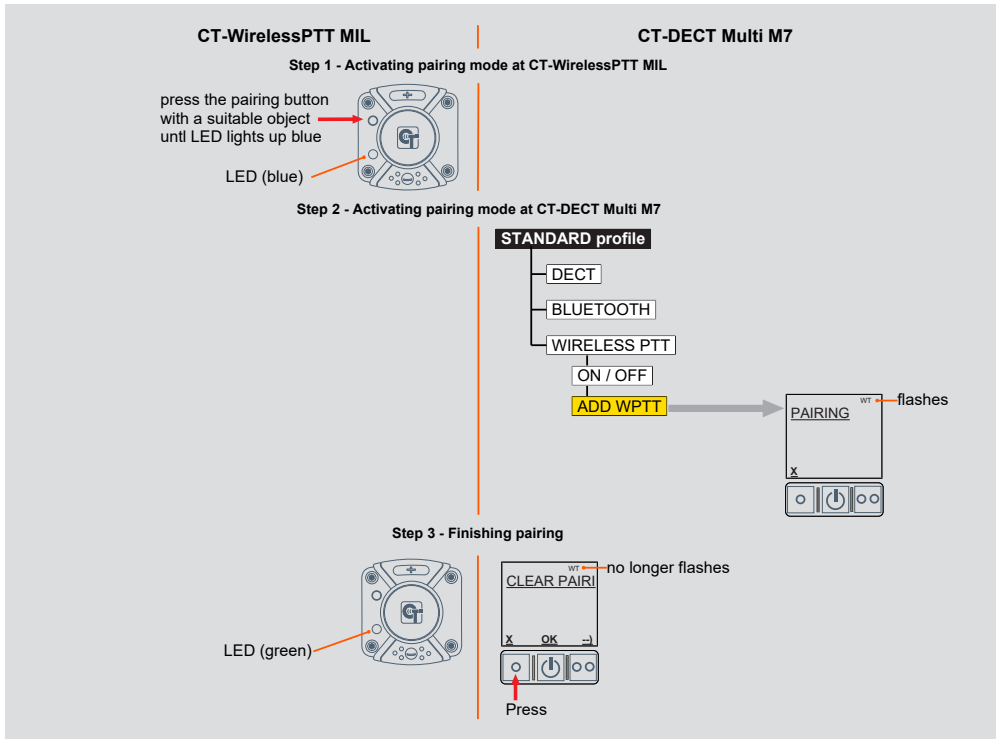 CT-WirelessPTT MIL
CT-DECT Multi M7
Step 1 - Activating pairing mode at CT-WirelessPTT MIL
press the pairing button
with a suitable object
untl LED lights up blue
LED (blue)
Step 2 - Activating pairing mode at CT-DECT Multi M7
STANDARD profile
DECT
BLUETOOTH
WIRELESS PTT
ON / OFF
ADD WPTT
WT
flashes
PAIRING
X
Step 3 - Finishing pairing
WT
no longer flashes
CLEAR PAIRI
X OK --)
LED (green)
Press